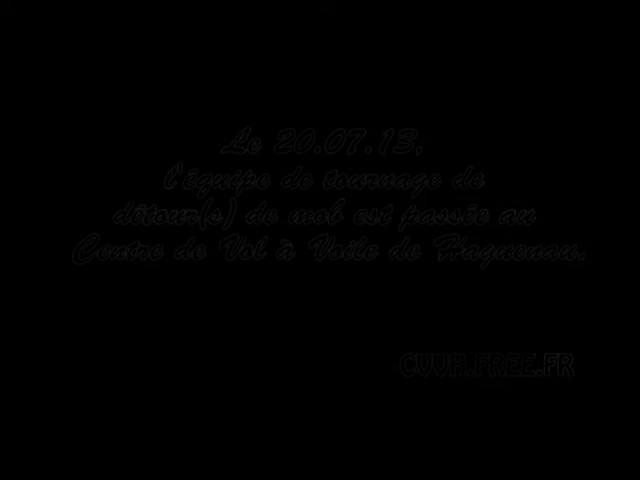 Le 20.07.13,
l'équipe de tournage de
détour(s) de mob est passée au
Centre de Vol à Voile de Haguenau.
CVVH.FREE.FR